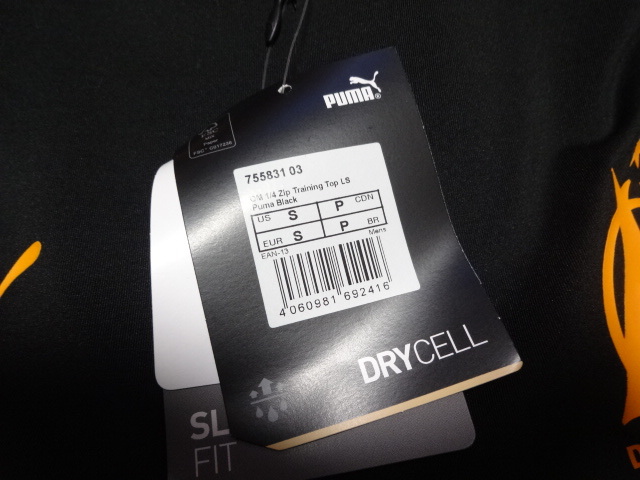 PUMA®
755831 03
OM 1/4 Zip Training Top LS
Puma Black
US S P CDN
EUR S P BR
EAN-13 Mens
4 060981 692416
DRYCELL
SL
FIT
D